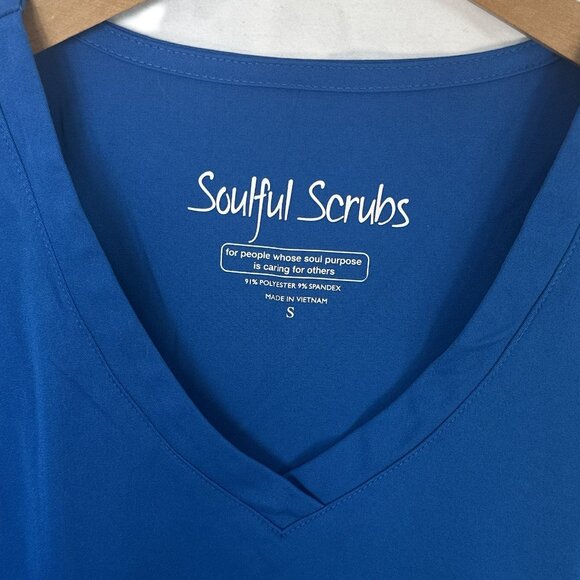 Soulful Scrubs
for people whose soul purpose
is caring for others
91% POLYESTER 9% SPANDEX
MADE IN VIETNAM
S